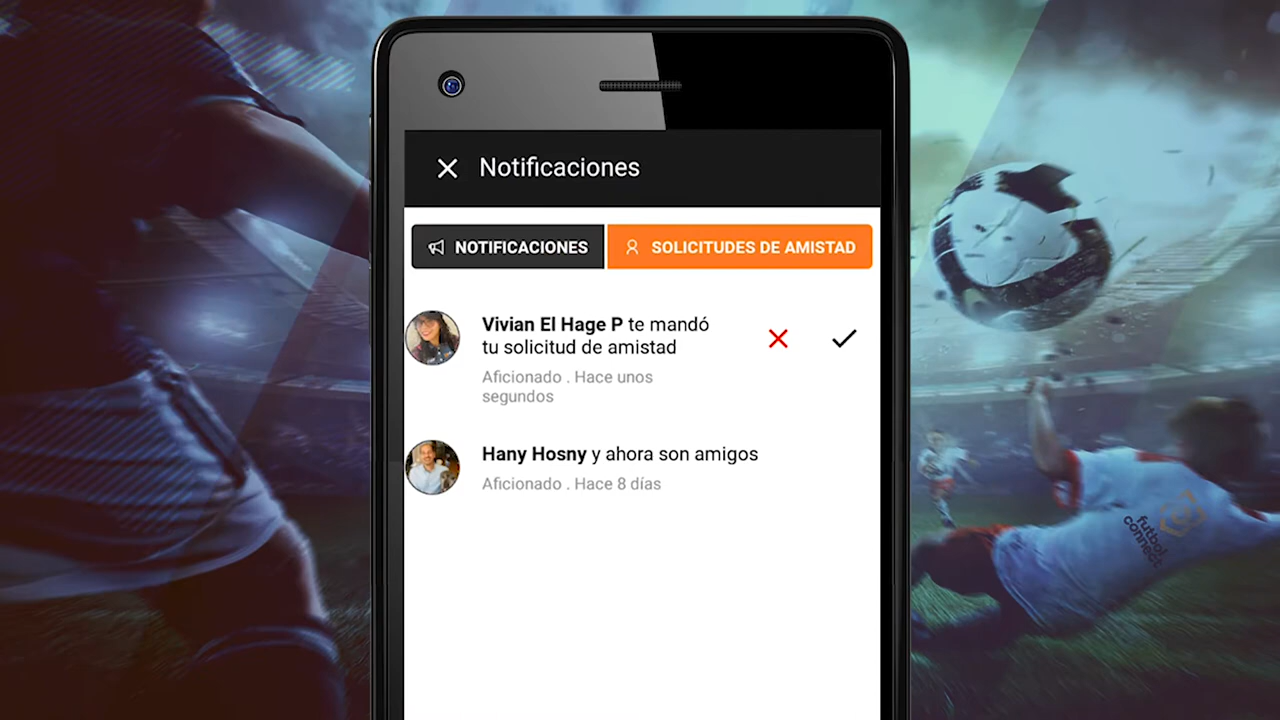 Notificaciones
NOTIFICACIONES
SOLICITUDES DE AMISTAD
Vivian El Hage P te mandó
tu solicitud de amistad
Aficionado . Hace unos
segundos
Hany Hosny y ahora son amigos
Aficionado . Hace 8 días
futbol
connect